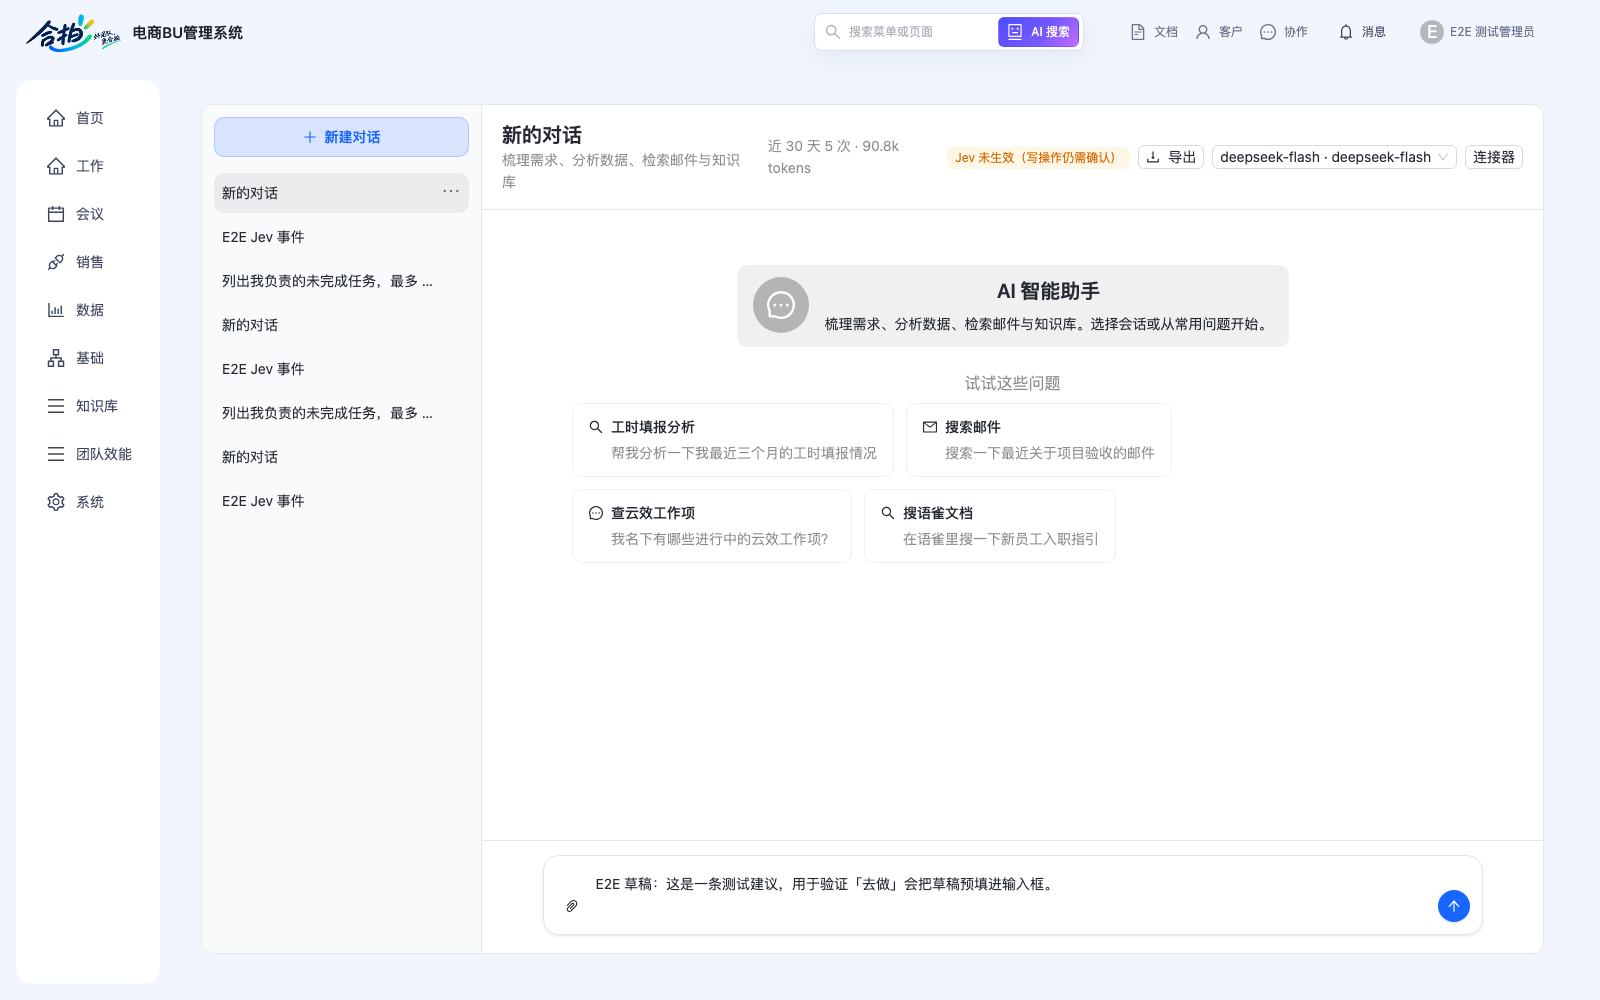 合拍
电商BU管理系统
搜索菜单或页面
AI 搜索
文档
客户
协作
消息
E
E2E 测试管理员
首页
工作
会议
销售
数据
基础
知识库
团队效能
系统
新建对话
新的对话
E2E Jev 事件
列出我负责的未完成任务，最多 ...
新的对话
E2E Jev 事件
列出我负责的未完成任务，最多 ...
新的对话
E2E Jev 事件
新的对话
梳理需求、分析数据、检索邮件与知识
库
近 30 天 5 次 · 90.8k
tokens
Jev 未生效（写操作仍需确认）
导出
deepseek-flash · deepseek-flash
连接器
AI 智能助手
梳理需求、分析数据、检索邮件与知识库。选择会话或从常用问题开始。
试试这些问题
工时填报分析
帮我分析一下我最近三个月的工时填报情况
搜索邮件
搜索一下最近关于项目验收的邮件
查云效工作项
我名下有哪些进行中的云效工作项?
搜语雀文档
在语雀里搜一下新员工入职指引
E2E 草稿：这是一条测试建议，用于验证「去做」会把草稿预填进输入框。